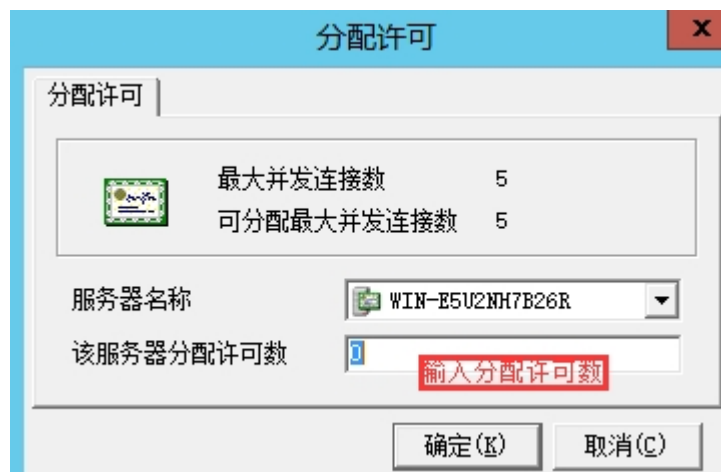 分配许可
x
分配许可
最大并发连接数 5
可分配最大并发连接数 5
服务器名称 WIN-E5U2NH7B26R
该服务器分配许可数 0
输入分配许可数
确定(K) 取消(C)